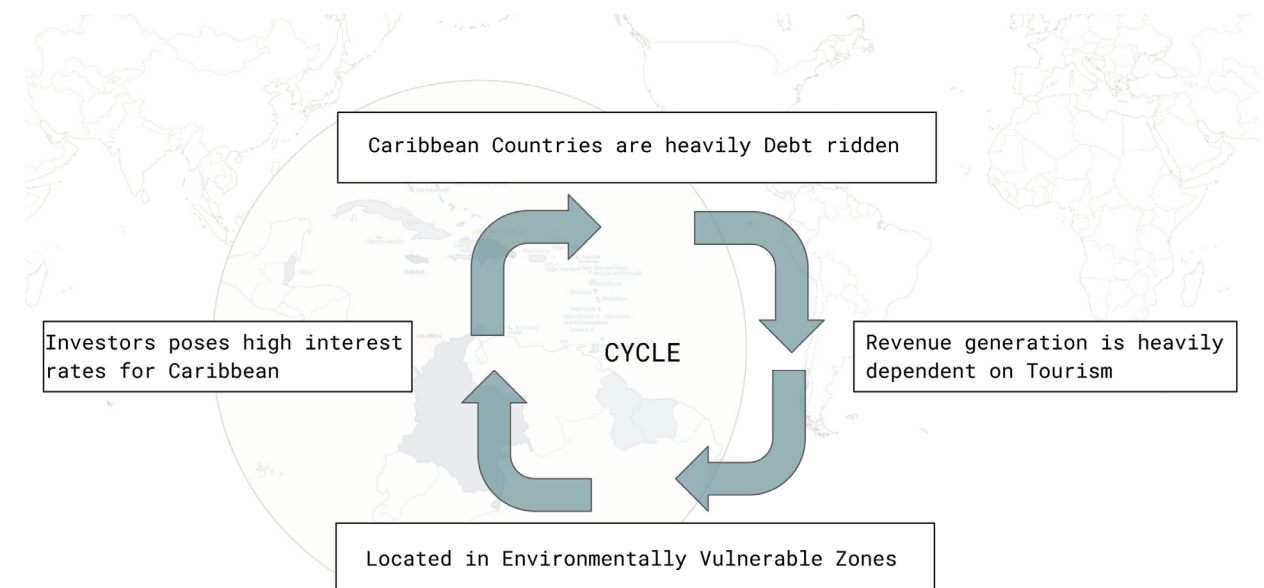 Caribbean Countries are heavily Debt ridden
Investors poses high interest
rates for Caribbean
CYCLE
Revenue generation is heavily
dependent on Tourism
Located in Environmentally Vulnerable Zones